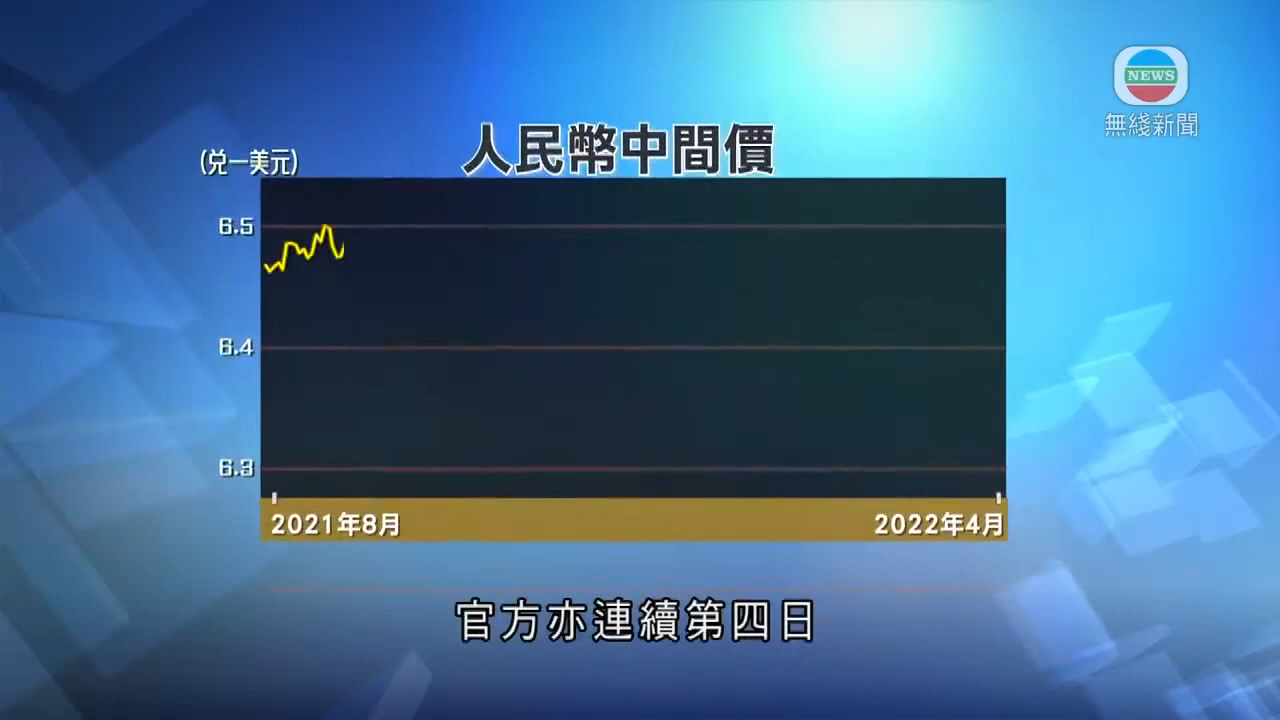 NEWS
無綫新聞
人民幣中間價
(兑一美元)
6.5
6.4
6.3
2021年8月
2022年4月
官方亦連續第四日